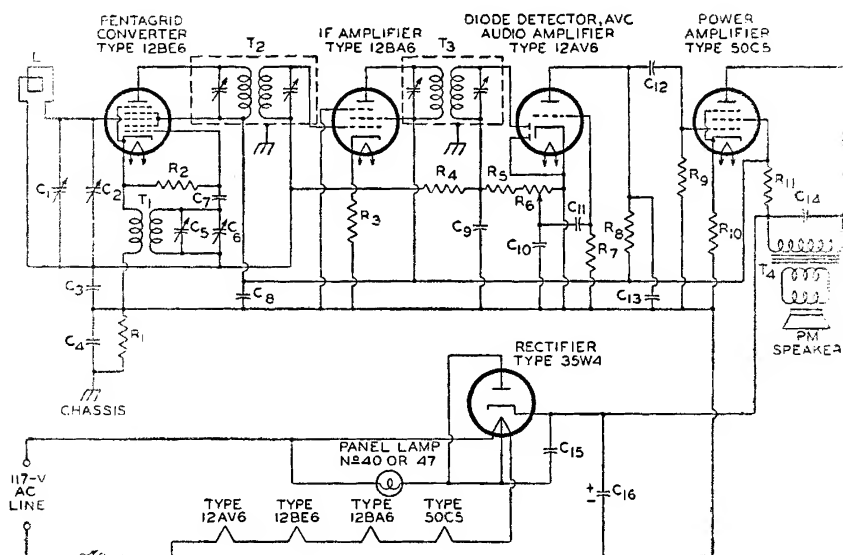 PENTAGRID
CONVERTER
TYPE 12BE6
IF AMPLIFIER
TYPE 12BA6
DIODE DETECTOR, AVC
AUDIO AMPLIFIER
TYPE 12AV6
POWER
AMPLIFIER
TYPE 50C5
L
T2
T3
C12
C1
C2
R2
C7
T1
C5
C6
R3
R4
R5
R6
C9
C10
C11
R7
R8
R9
R10
R11
C14
C3
C8
C13
T4
C4
R1
PM
SPEAKER
CHASSIS
RECTIFIER
TYPE 35W4
PANEL LAMP
No 40 OR 47
C15
C16
+
−
117-V
AC
LINE
TYPE
12AV6
TYPE
12BE6
TYPE
12BA6
TYPE
50C5